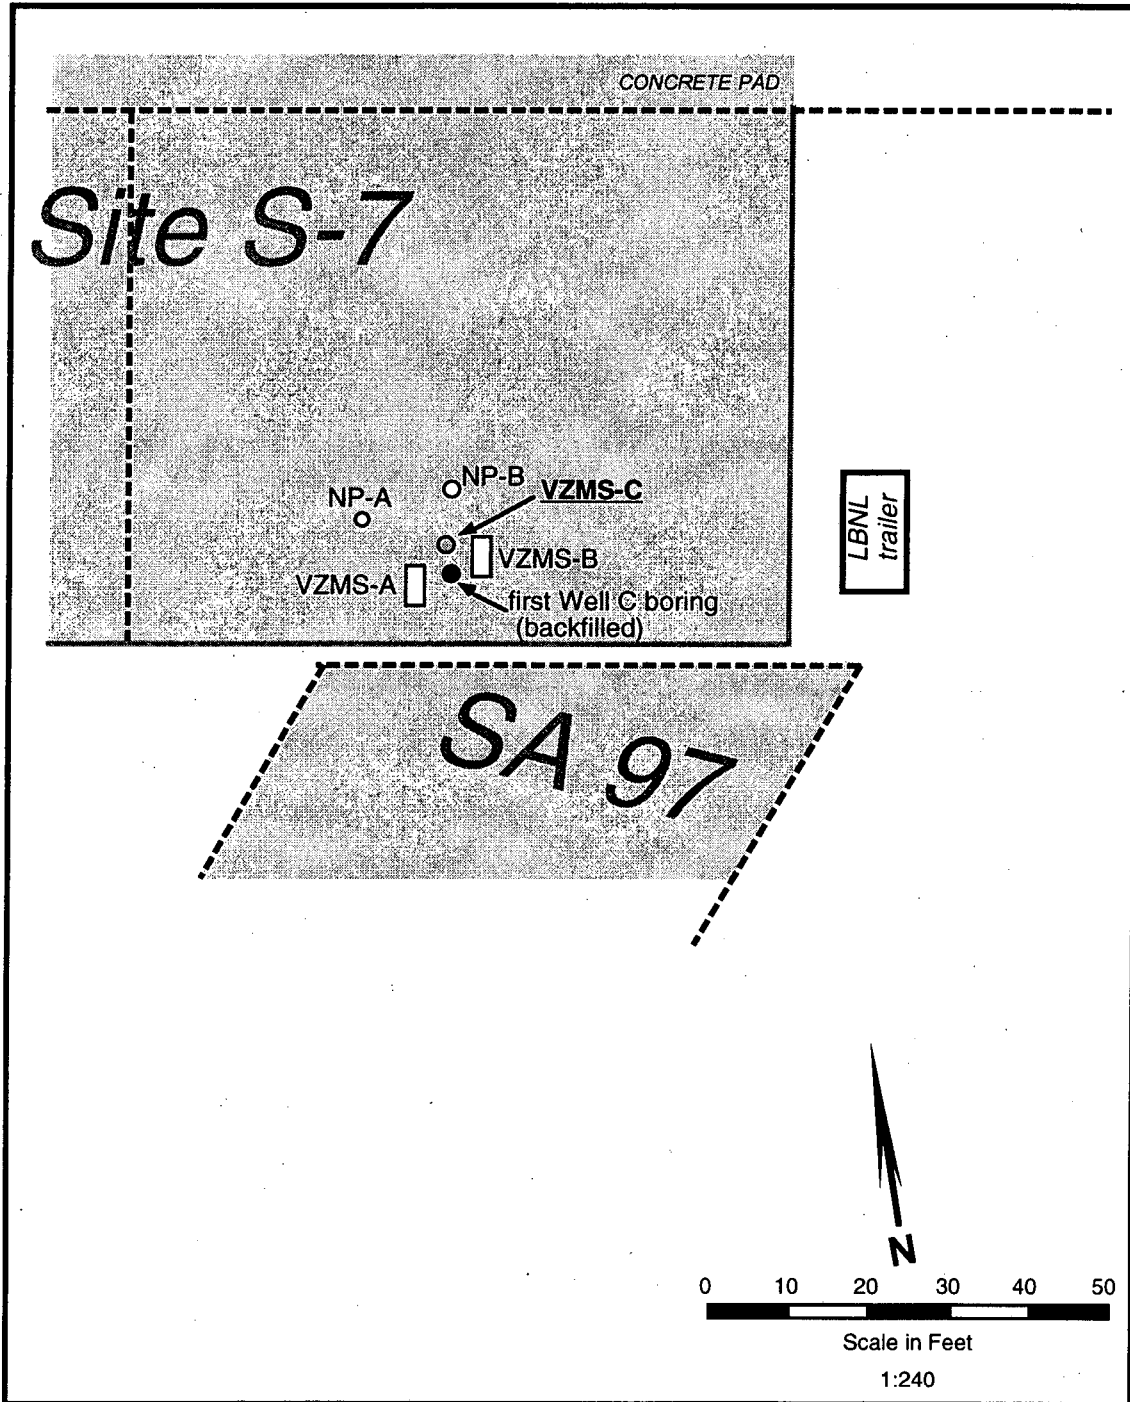 CONCRETE PAD
Site S-7
NP-B
VZMS-C
NP-A
VZMS-B
VZMS-A
first Well C boring
(backfilled)
LBNL
trailer
SA 97
N
0 10 20 30 40 50
Scale in Feet
1:240